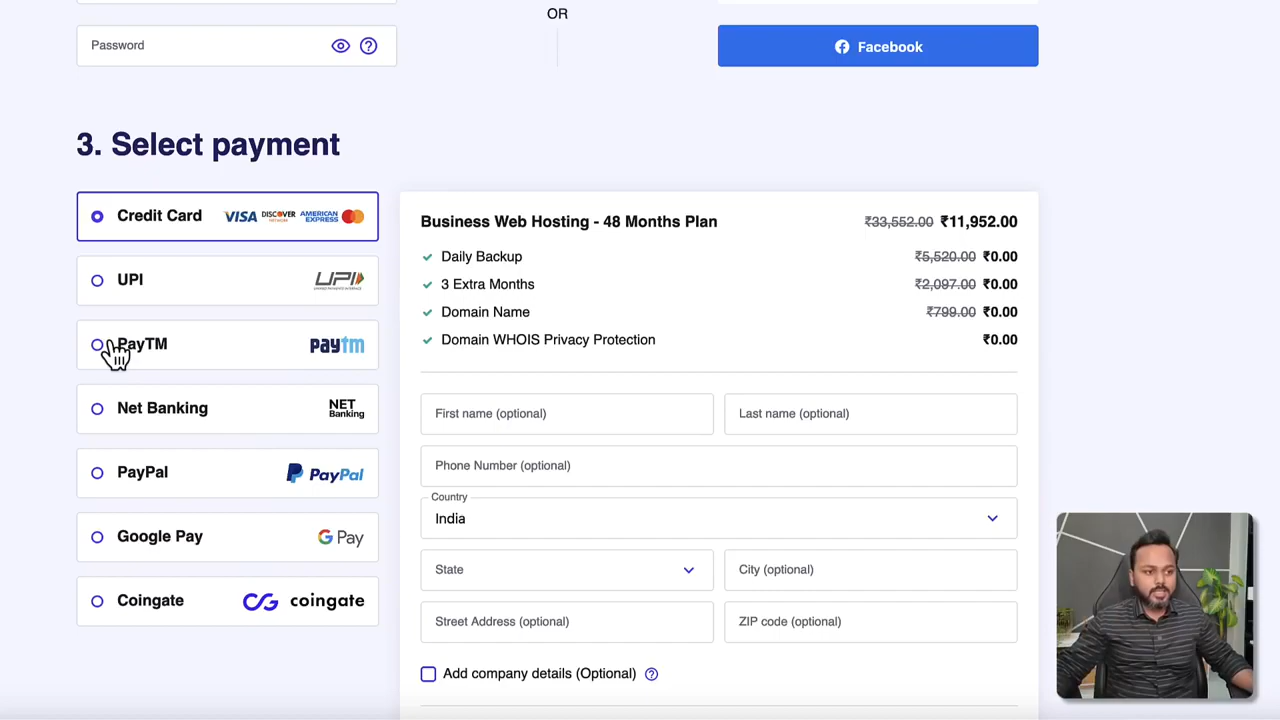 OR
Password
Facebook
3. Select payment
Credit Card VISA DISCOVER NETWORK AMERICAN EXPRESS
UPI UPI
PayTM paytm
Net Banking NET Banking
PayPal PayPal
Google Pay G Pay
Coingate coingate
Business Web Hosting - 48 Months Plan ₹33,552.00 ₹11,952.00
Daily Backup ₹5,520.00 ₹0.00
3 Extra Months ₹2,097.00 ₹0.00
Domain Name ₹799.00 ₹0.00
Domain WHOIS Privacy Protection ₹0.00
First name (optional) Last name (optional)
Phone Number (optional)
Country
India
State City (optional)
Street Address (optional) ZIP code (optional)
Add company details (Optional)